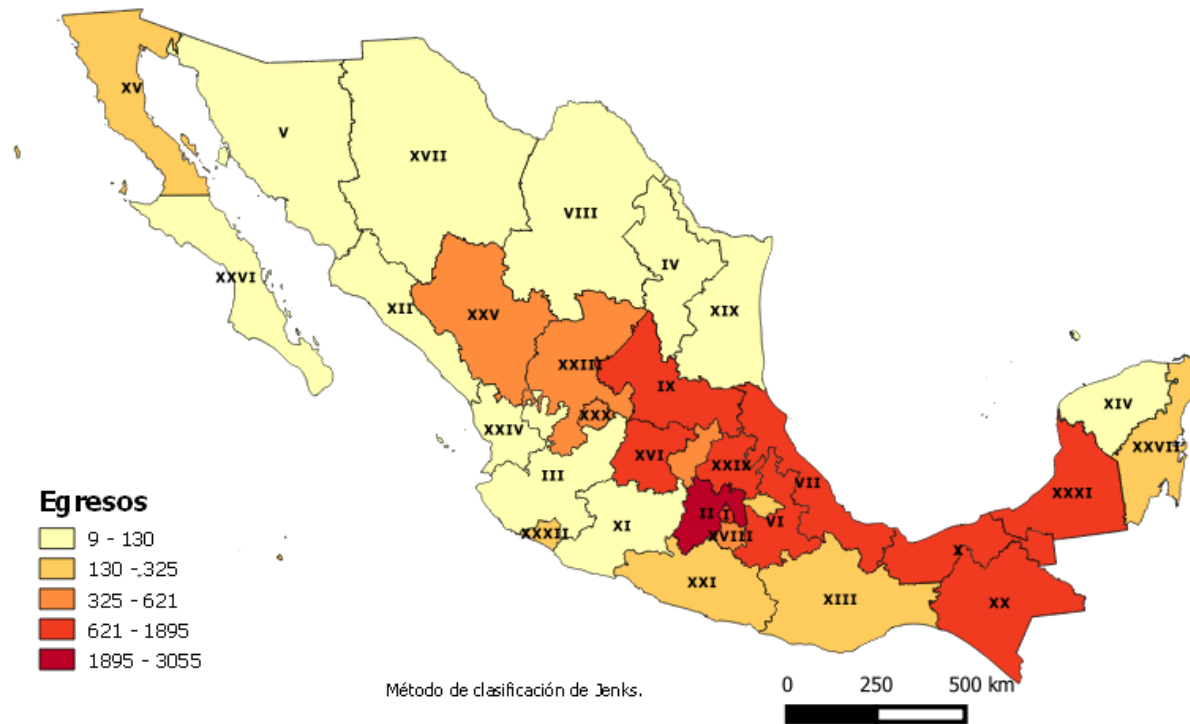 XV
V
XVII
VIII
IV
XXVI
XII
XIX
XXV
XXIII
IX
XXX
XXIV
XIV
XXVII
XVI
XXIX
III
VII
XXXI
II
I
VI
XXXII
XI
XVIII
X
XXI
XIII
XX
Egresos
9 - 130
130 - 325
325 - 621
621 - 1895
1895 - 3055
Método de clasificación de Jenks.
0 250 500 km